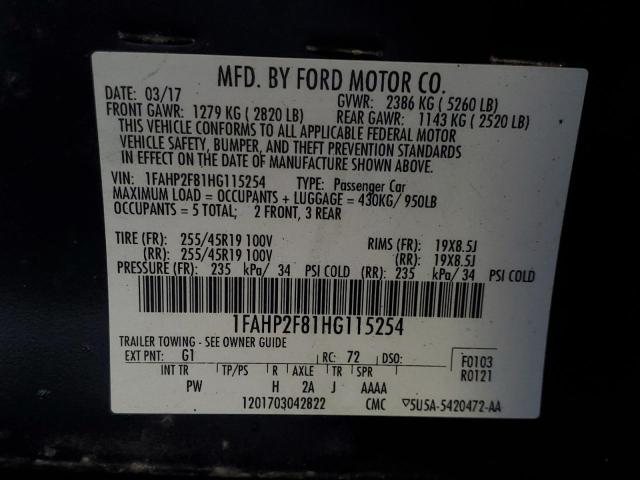 MFD. BY FORD MOTOR CO.
DATE: 03/17 GVWR: 2386 KG ( 5260 LB)
FRONT GAWR: 1279 KG ( 2820 LB) REAR GAWR: 1143 KG ( 2520 LB)
THIS VEHICLE CONFORMS TO ALL APPLICABLE FEDERAL MOTOR
VEHICLE SAFETY, BUMPER, AND THEFT PREVENTION STANDARDS
IN EFFECT ON THE DATE OF MANUFACTURE SHOWN ABOVE.
VIN: 1FAHP2F81HG115254 TYPE: Passenger Car
MAXIMUM LOAD = OCCUPANTS + LUGGAGE = 430KG/ 950LB
OCCUPANTS = 5 TOTAL; 2 FRONT, 3 REAR
TIRE (FR): 255/45R19 100V RIMS (FR): 19X8.5J
(RR): 255/45R19 100V (RR): 19X8.5J
PRESSURE (FR): 235 kPa/ 34 PSI COLD (RR): 235 kPa/ 34 PSI COLD
1FAHP2F81HG115254
TRAILER TOWING - SEE OWNER GUIDE
EXT PNT: G1 RC: 72 DSO: F0103
R0121
INT TR TP/PS R AXLE TR SPR
PW H 2A J AAAA
1201703042822 CMC ▽5U5A-5420472-AA